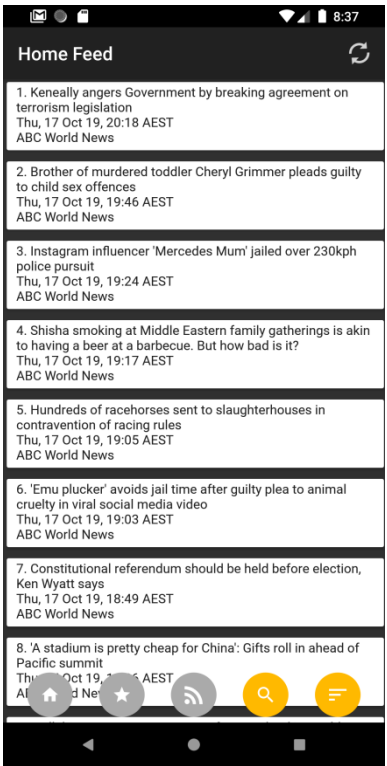 8:37
Home Feed
1. Keneally angers Government by breaking agreement on
terrorism legislation
Thu, 17 Oct 19, 20:18 AEST
ABC World News
2. Brother of murdered toddler Cheryl Grimmer pleads guilty
to child sex offences
Thu, 17 Oct 19, 19:46 AEST
ABC World News
3. Instagram influencer 'Mercedes Mum' jailed over 230kph
police pursuit
Thu, 17 Oct 19, 19:24 AEST
ABC World News
4. Shisha smoking at Middle Eastern family gatherings is akin
to having a beer at a barbecue. But how bad is it?
Thu, 17 Oct 19, 19:17 AEST
ABC World News
5. Hundreds of racehorses sent to slaughterhouses in
contravention of racing rules
Thu, 17 Oct 19, 19:05 AEST
ABC World News
6. 'Emu plucker' avoids jail time after guilty plea to animal
cruelty in viral social media video
Thu, 17 Oct 19, 19:03 AEST
ABC World News
7. Constitutional referendum should be held before election,
Ken Wyatt says
Thu, 17 Oct 19, 18:49 AEST
ABC World News
8. 'A stadium is pretty cheap for China': Gifts roll in ahead of
Pacific summit
Oct 19, AEST